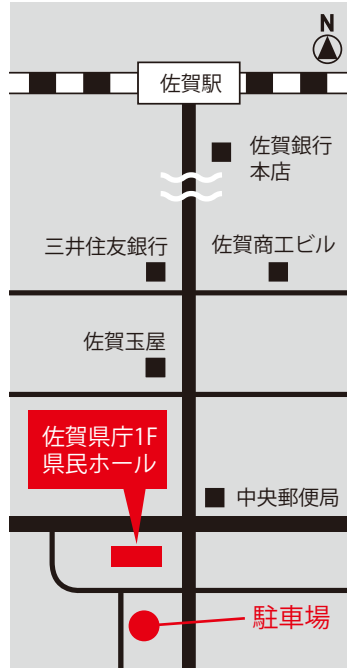 N
佐賀駅
佐賀銀行
本店
三井住友銀行
佐賀商工ビル
佐賀玉屋
佐賀県庁1F
県民ホール
中央郵便局
駐車場